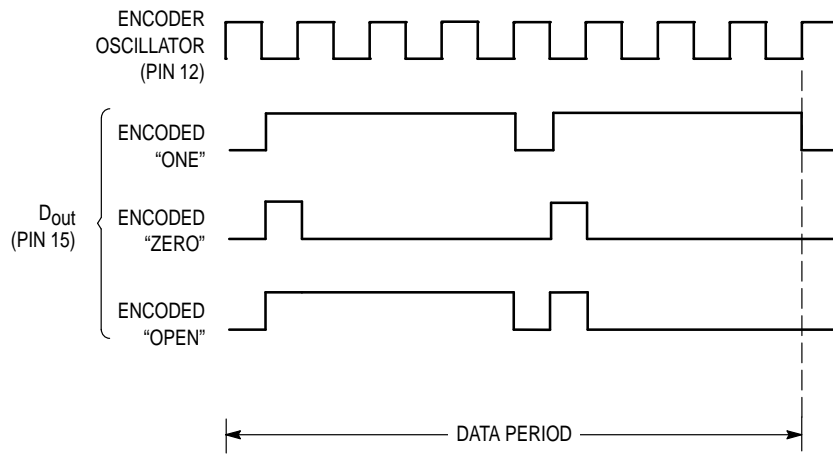 ENCODER
OSCILLATOR
(PIN 12)
ENCODED
“ONE”
Dout
(PIN 15)
ENCODED
“ZERO”
ENCODED
“OPEN”
DATA PERIOD